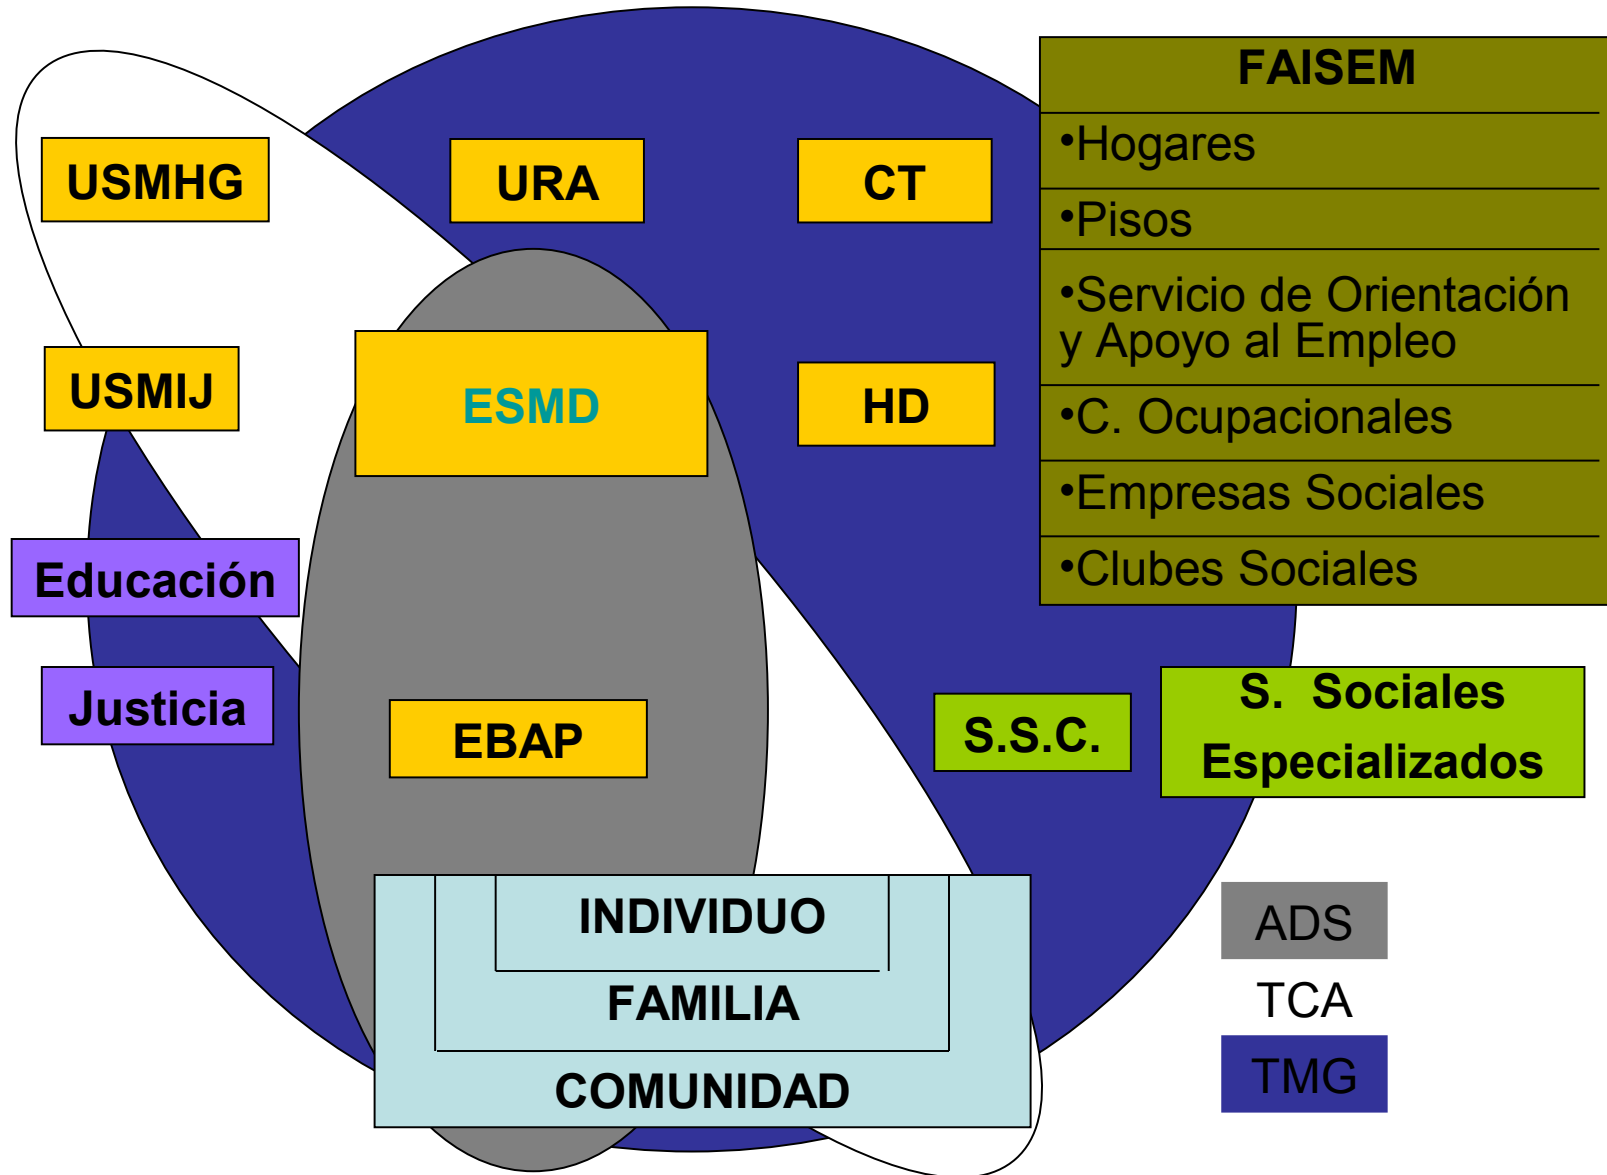 FAISEM
•Hogares
•Pisos
•Servicio de Orientación
y Apoyo al Empleo
•C. Ocupacionales
•Empresas Sociales
•Clubes Sociales
USMHG
URA
CT
USMIJ
ESMD
HD
Educación
Justicia
EBAP
S.S.C.
S. Sociales
Especializados
INDIVIDUO
FAMILIA
COMUNIDAD
ADS
TCA
TMG